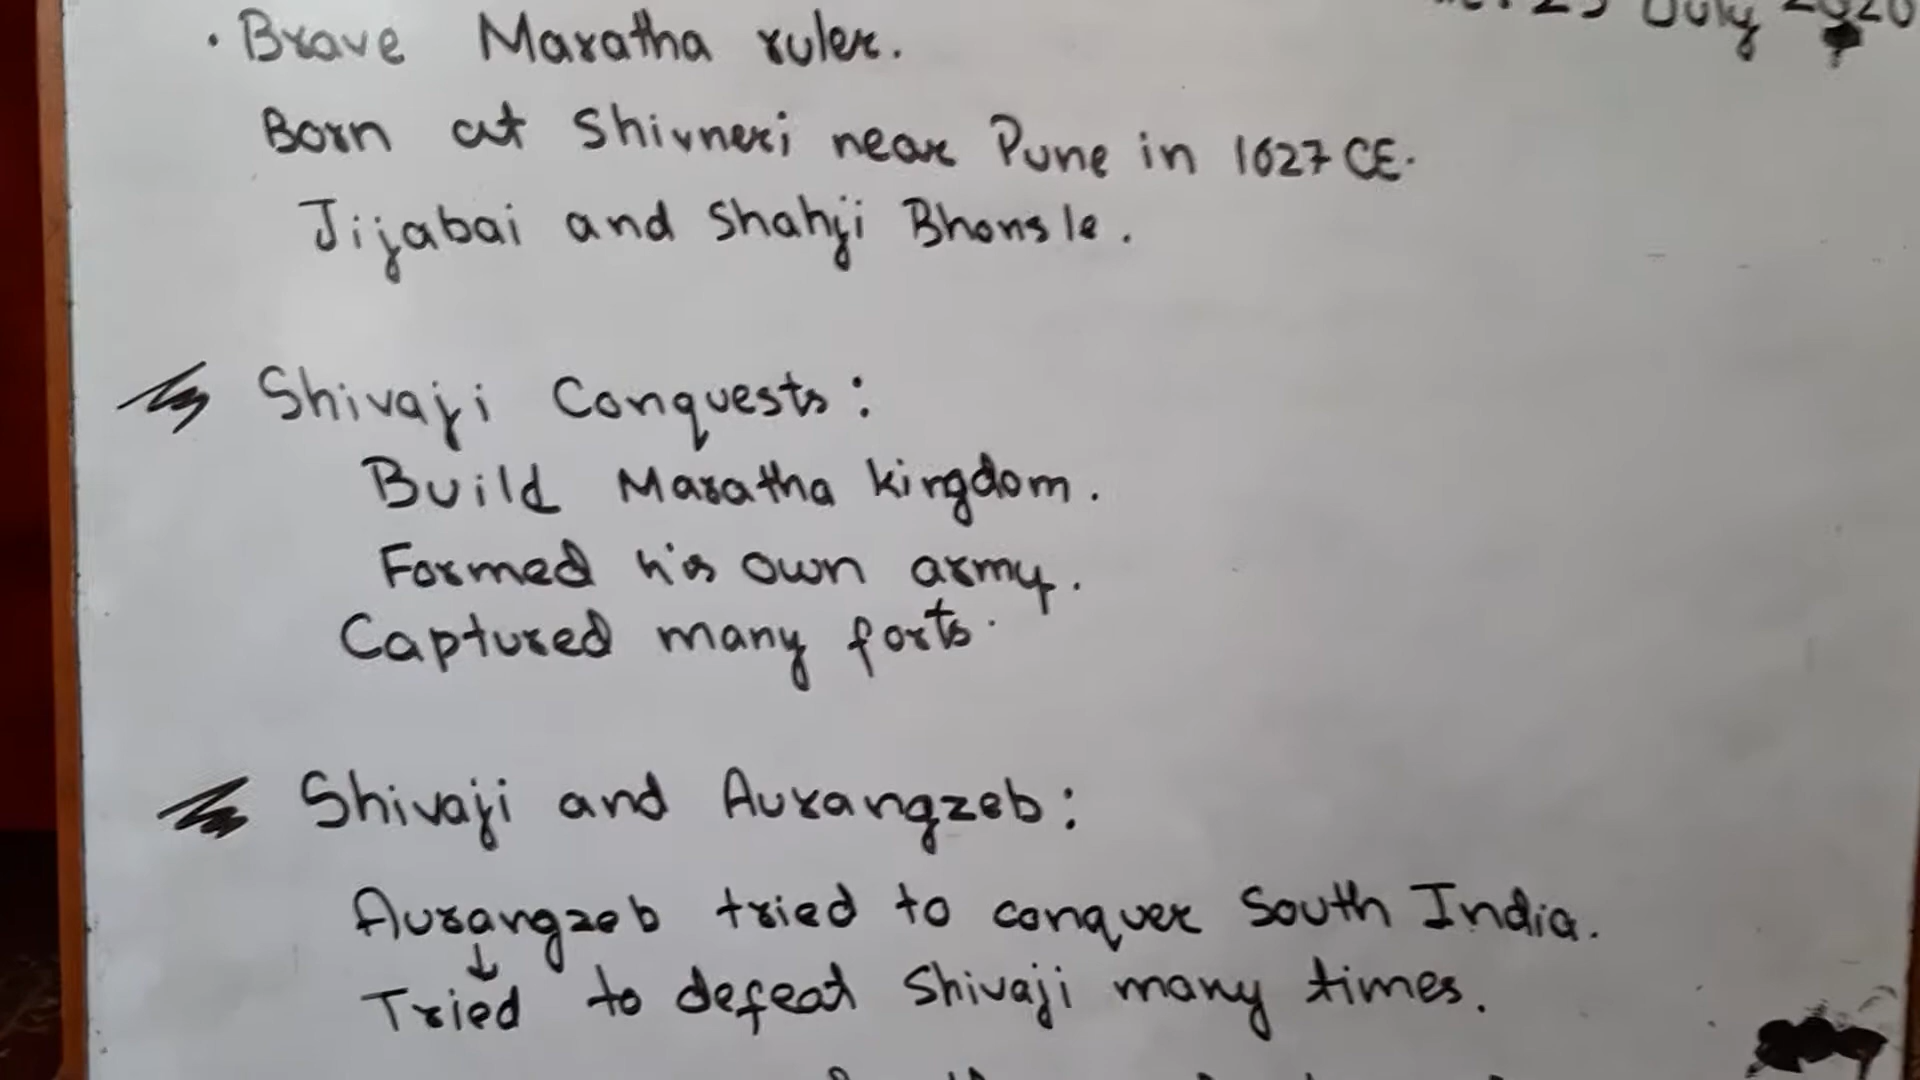 July 2020
• Brave Maratha ruler.
Born at Shivneri near Pune in 1627 CE.
Jijabai and Shahji Bhonsle.
Shivaji Conquests:
Build Maratha kingdom.
Formed his own army.
Captured many forts.
Shivaji and Aurangzeb:
Aurangzeb tried to conquer South India.
↓
Tried to defeat Shivaji many times.